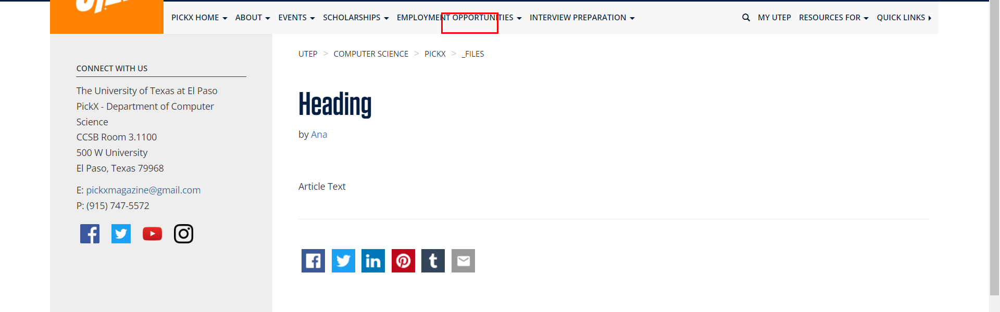 PICKX HOME ABOUT EVENTS SCHOLARSHIPS EMPLOYMENT OPPORTUNITIES INTERVIEW PREPARATION MY UTEP RESOURCES FOR QUICK LINKS
UTEP > COMPUTER SCIENCE > PICKX > _FILES
CONNECT WITH US
The University of Texas at El Paso
PickX - Department of Computer
Science
CCSB Room 3.1100
500 W University
El Paso, Texas 79968
E: pickxmagazine@gmail.com
P: (915) 747-5572
Heading
by Ana
Article Text